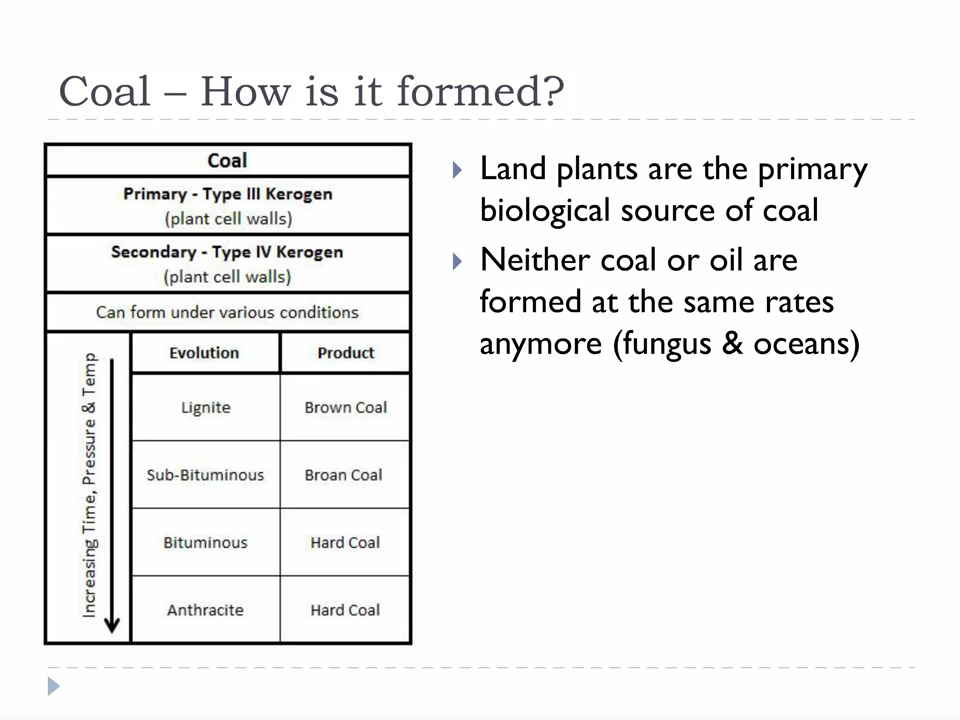 Coal – How is it formed?
Coal
Primary - Type III Kerogen
(plant cell walls)
Secondary - Type IV Kerogen
(plant cell walls)
Can form under various conditions
Increasing Time, Pressure & Temp
Evolution Product
Lignite Brown Coal
Sub-Bituminous Broan Coal
Bituminous Hard Coal
Anthracite Hard Coal
Land plants are the primary
biological source of coal
Neither coal or oil are
formed at the same rates
anymore (fungus & oceans)